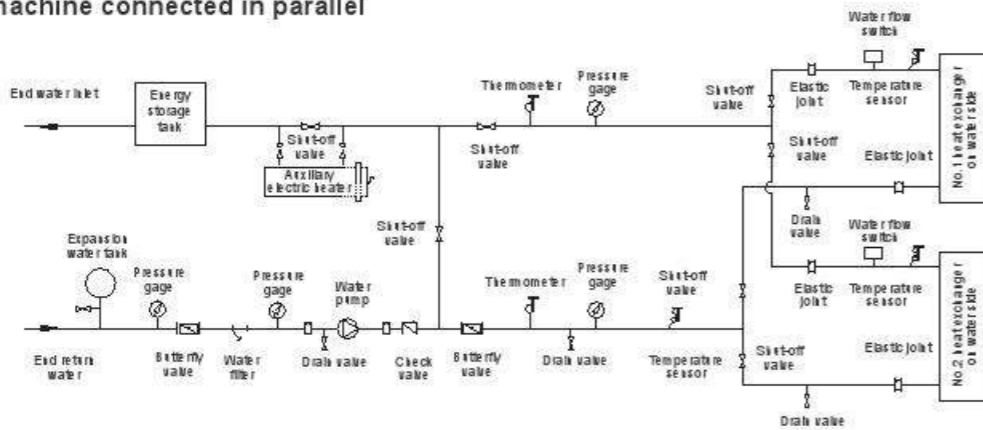 machine connected in parallel
Water flow
switch
End water inlet
Energy
storage
tank
Thermometer
Pressure
gage
Shut-off
valve
Elastic
joint
Temperature
sensor
No.1 heat exchanger
on water side
Shut-off
valve
Shut-off
valve
Shut-off
valve
Elastic joint
Auxiliary
electric heater
Drain
valve
Water flow
switch
Shut-off
valve
Expansion
water tank
Pressure
gage
Pressure
gage
Water
pump
Thermometer
Pressure
gage
Shut-off
valve
Elastic
joint
Temperature
sensor
No.2 heat exchanger
on water side
End return
water
Butterfly
valve
Water
filter
Drain valve
Check
valve
Butterfly
valve
Drain valve
Temperature
sensor
Shut-off
valve
Elastic joint
Drain valve